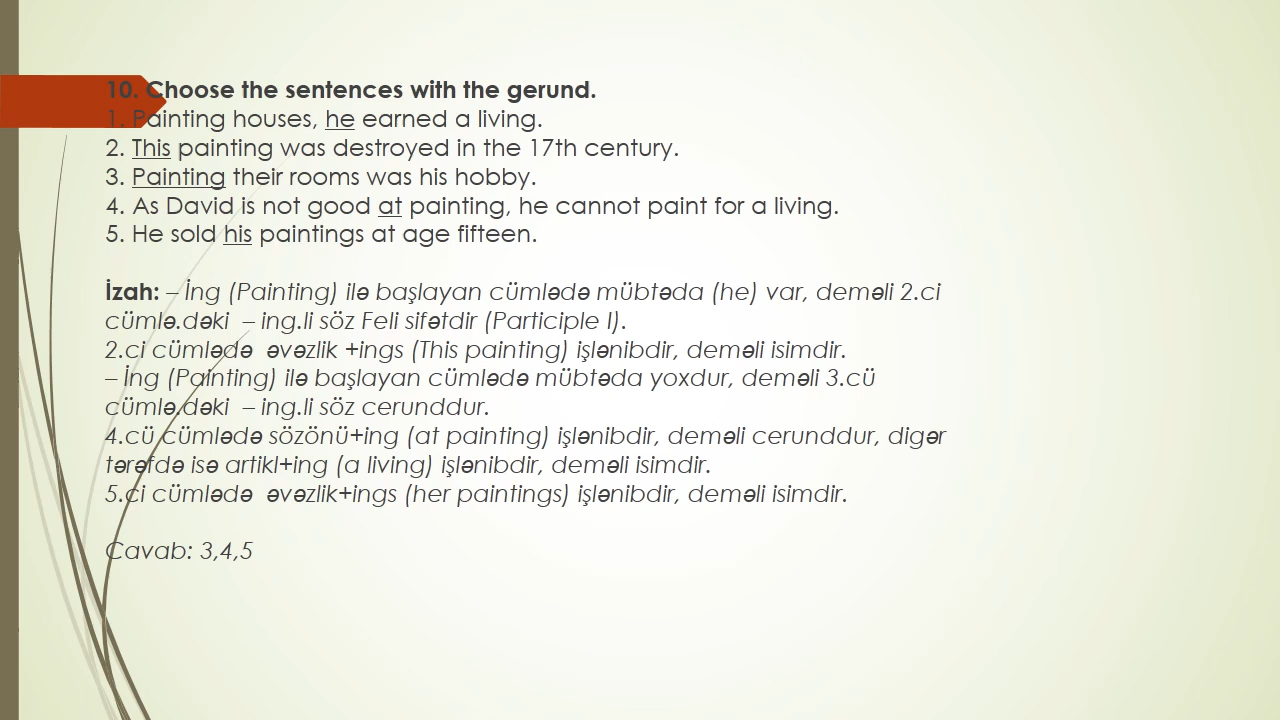 10. Choose the sentences with the gerund.
1. Painting houses, he earned a living.
2. This painting was destroyed in the 17th century.
3. Painting their rooms was his hobby.
4. As David is not good at painting, he cannot paint for a living.
5. He sold his paintings at age fifteen.
İzah: – İng (Painting) ilə başlayan cümlədə mübtəda (he) var, deməli 2.ci
cümlə.dəki – ing.li söz Feli sifətdir (Participle I).
2.ci cümlədə əvəzlik +ings (This painting) işlənibdir, deməli isimdir.
– İng (Painting) ilə başlayan cümlədə mübtəda yoxdur, deməli 3.cü
cümlə.dəki – ing.li söz cerunddur.
4.cü cümlədə sözönü+ing (at painting) işlənibdir, deməli cerunddur, digər
tərəfdə isə artikl+ing (a living) işlənibdir, deməli isimdir.
5.ci cümlədə əvəzlik+ings (her paintings) işlənibdir, deməli isimdir.
Cavab: 3,4,5